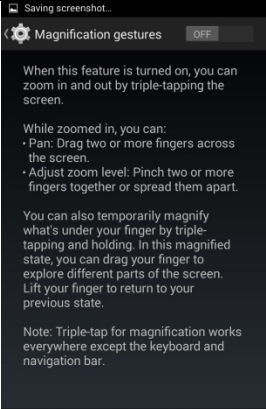 Saving screenshot...
Magnification gestures OFF
When this feature is turned on, you can
zoom in and out by triple-tapping the
screen.
While zoomed in, you can:
• Pan: Drag two or more fingers across
the screen.
• Adjust zoom level: Pinch two or more
fingers together or spread them apart.
You can also temporarily magnify
what's under your finger by triple-
tapping and holding. In this magnified
state, you can drag your finger to
explore different parts of the screen.
Lift your finger to return to your
previous state.
Note: Triple-tap for magnification works
everywhere except the keyboard and
navigation bar.